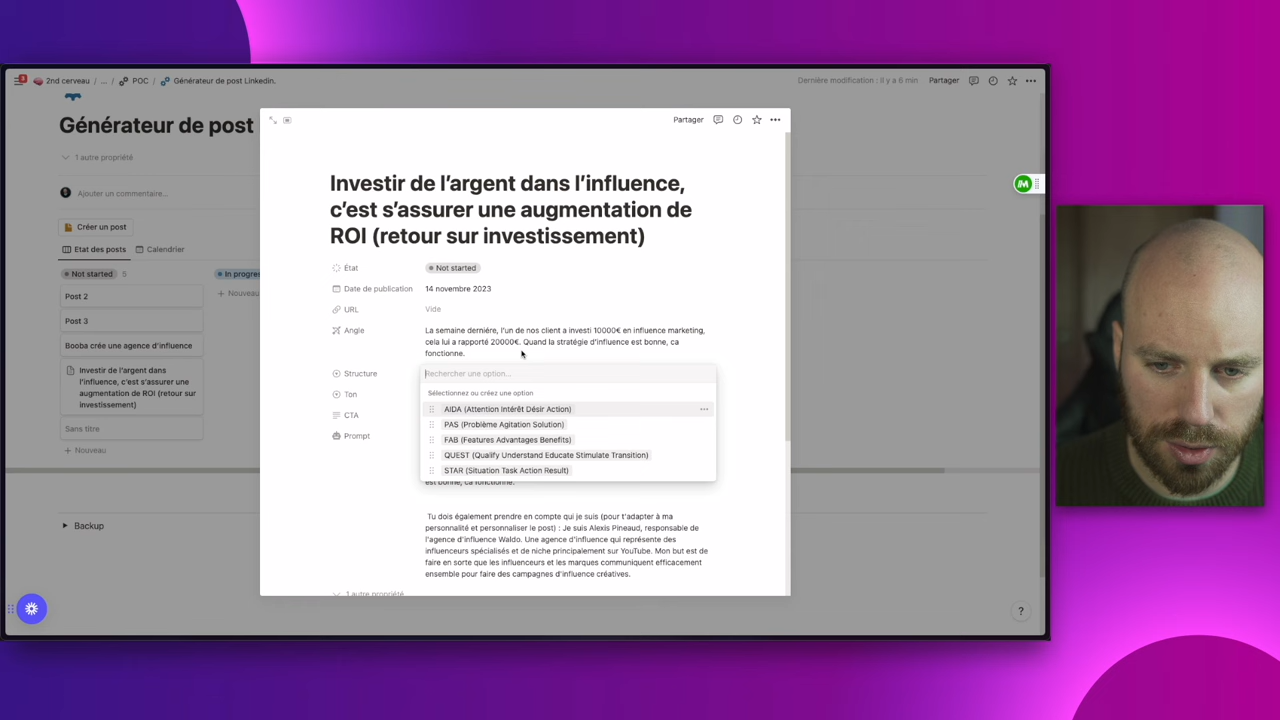 3
2nd cerveau / ... / POC / Générateur de post Linkedin.
Dernière modification : il y a 6 min
Partager
Générateur de post
1 autre propriété
Ajouter un commentaire...
Créer un post
Etat des posts
Calendrier
Not started 5
In progre
Post 2
Nouveau
Post 3
Booba crée une agence d'influence
Investir de l'argent dans
l'influence, c'est s'assurer une
augmentation de ROI (retour sur
investissement)
Sans titre
Nouveau
Backup
Partager
Investir de l'argent dans l'influence,
c'est s'assurer une augmentation de
ROI (retour sur investissement)
État
Not started
Date de publication
14 novembre 2023
URL
Vide
Angle
La semaine dernière, l'un de nos client a investi 10000€ en influence marketing,
cela lui a rapporté 20000€. Quand la stratégie d'influence est bonne, ca
fonctionne.
Structure
Rechercher une option...
Sélectionnez ou créez une option
Ton
AIDA (Attention Intérêt Désir Action)
CTA
PAS (Problème Agitation Solution)
Prompt
FAB (Features Advantages Benefits)
QUEST (Qualify Understand Educate Stimulate Transition)
STAR (Situation Task Action Result)
est bonne, ca fonctionne.
Tu dois également prendre en compte qui je suis (pour t'adapter à ma
personnalité et personnaliser le post) : Je suis Alexis Pineaud, responsable de
l'agence d'influence Waldo. Une agence d'influence qui représente des
influenceurs spécialisés et de niche principalement sur YouTube. Mon but est de
faire en sorte que les influenceurs et les marques communiquent efficacement
ensemble pour faire des campagnes d'influence créatives.
1 autre propriété
?